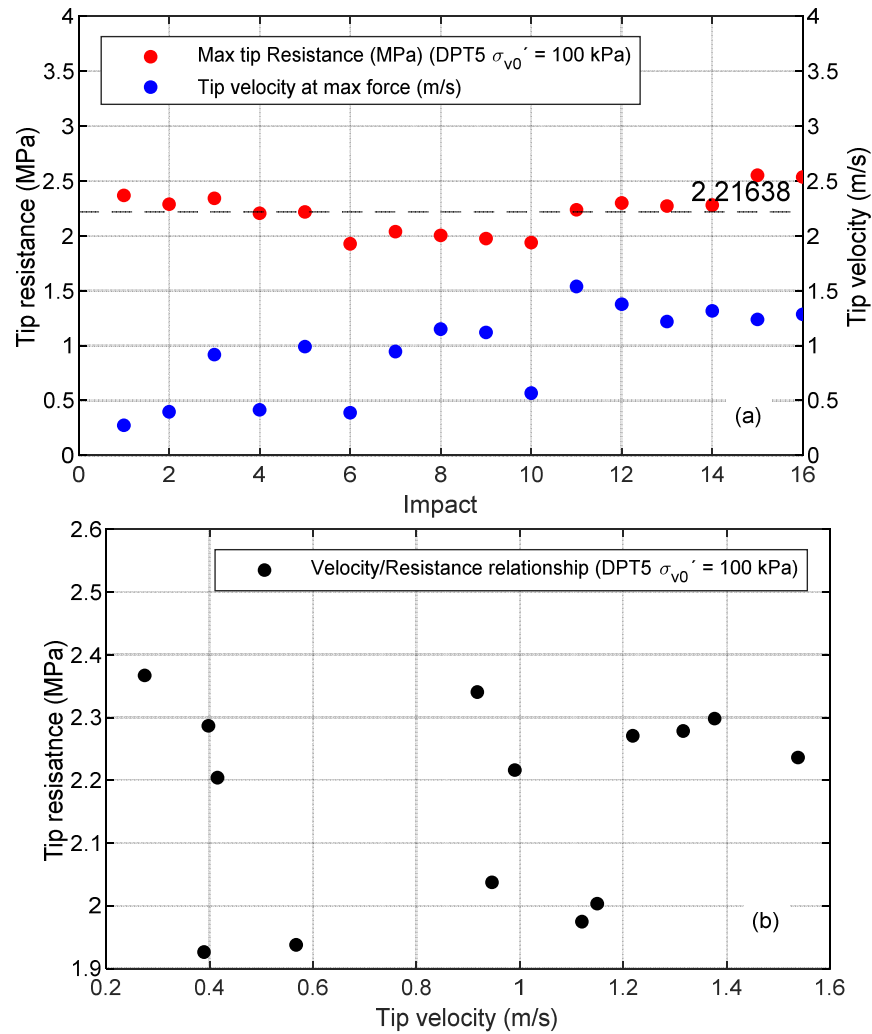 4
3.5
3
2.5
2
1.5
1
0.5
0
Tip resistance (MPa)
Max tip Resistance (MPa) (DPT5 σv0´ = 100 kPa)
Tip velocity at max force (m/s)
2.21638
(a)
4
3.5
3
2.5
2
1.5
1
0.5
0
Tip velocity (m/s)
0 2 4 6 8 10 12 14 16
Impact
2.6
2.5
2.4
2.3
2.2
2.1
2
1.9
Tip resisatnce (MPa)
Velocity/Resistance relationship (DPT5 σv0´ = 100 kPa)
(b)
0.2 0.4 0.6 0.8 1 1.2 1.4 1.6
Tip velocity (m/s)